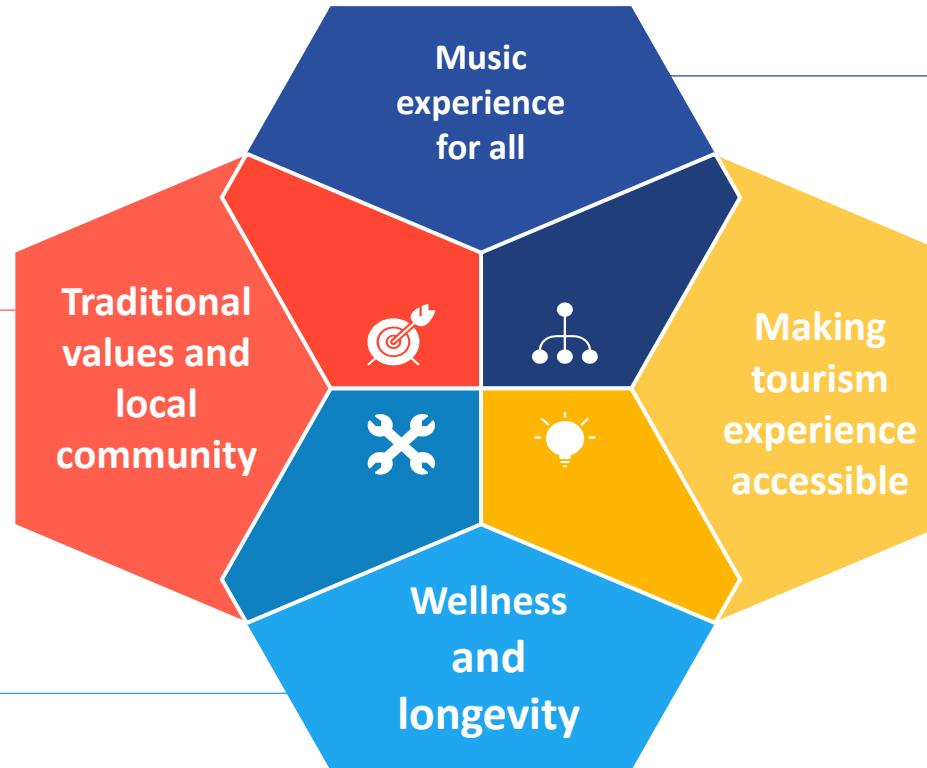 Music
experience
for all
Traditional
values and
local
community
Making
tourism
experience
accessible
Wellness
and
longevity